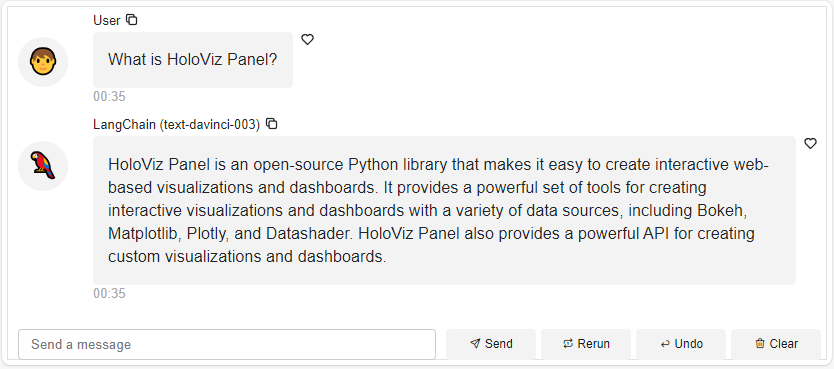 User
What is HoloViz Panel?
00:35
LangChain (text-davinci-003)
HoloViz Panel is an open-source Python library that makes it easy to create interactive web-
based visualizations and dashboards. It provides a powerful set of tools for creating
interactive visualizations and dashboards with a variety of data sources, including Bokeh,
Matplotlib, Plotly, and Datashader. HoloViz Panel also provides a powerful API for creating
custom visualizations and dashboards.
00:35
Send a message Send Rerun Undo Clear